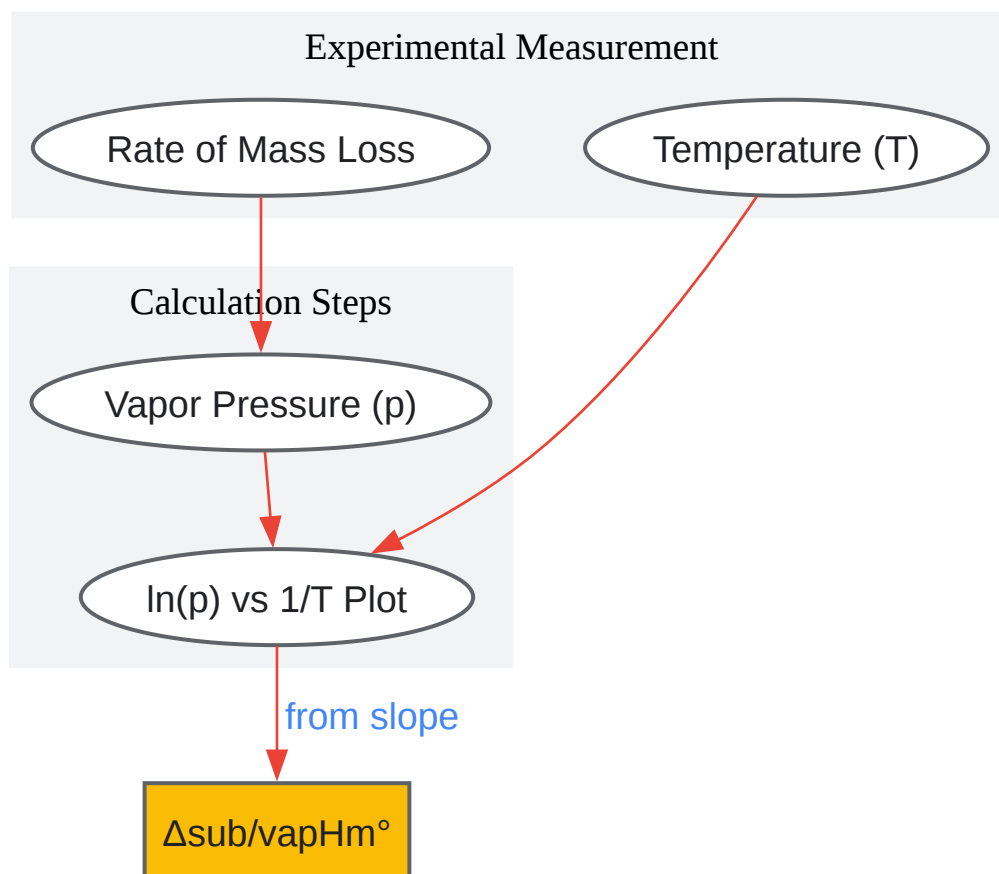 Experimental Measurement
Rate of Mass Loss
Temperature (T)
Calculation Steps
Vapor Pressure (p)
ln(p) vs 1/T Plot
from slope
Δsub/vapHm°